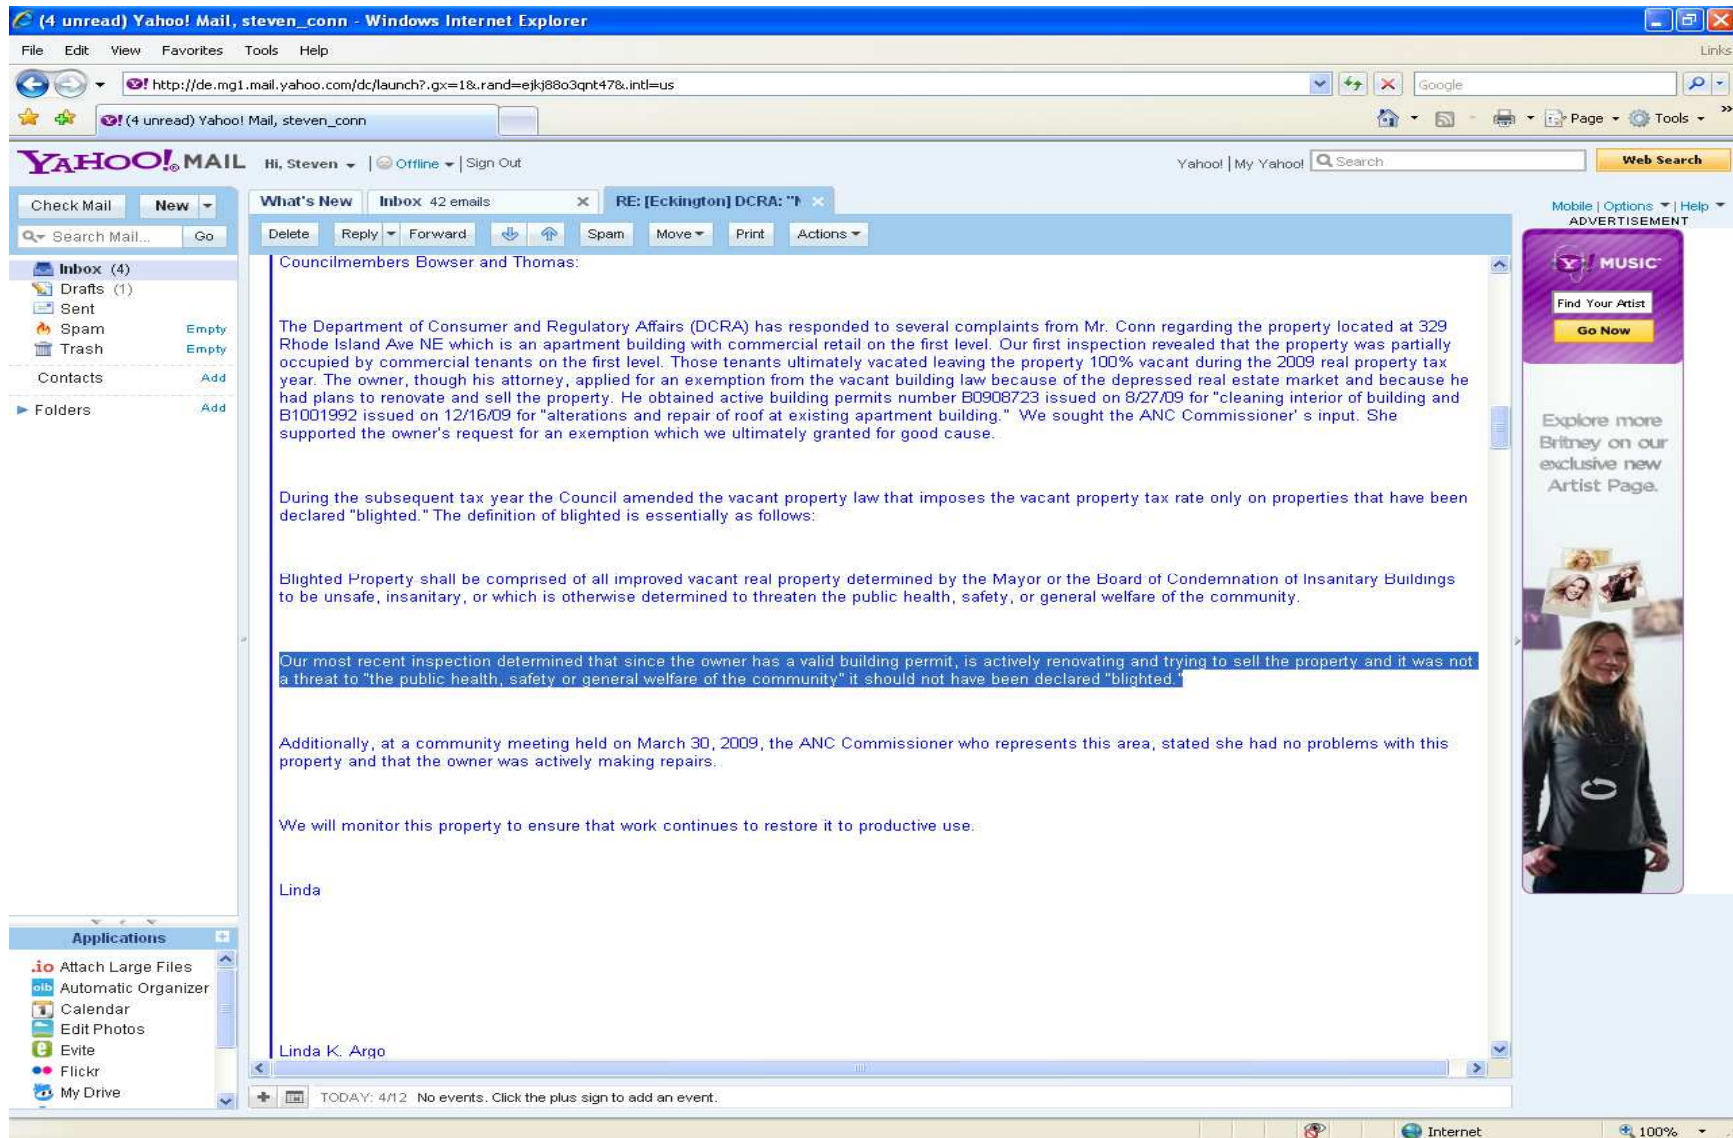 (4 unread) Yahoo! Mail, steven_conn - Windows Internet Explorer
File Edit View Favorites Tools Help
Links
http://de.mg1.mail.yahoo.com/dc/launch?.gx=1&.rand=ejkj88o3qnt47&.intl=us
Google
(4 unread) Yahoo! Mail, steven_conn
Page Tools
YAHOO! MAIL Hi, Steven | Offline | Sign Out
Yahoo! | My Yahoo! Search Web Search
Check Mail New
What's New Inbox 42 emails RE: [Eckington] DCRA: "N
Mobile | Options | Help
ADVERTISEMENT
Search Mail... Go
Delete Reply Forward Spam Move Print Actions
Inbox (4)
Drafts (1)
Sent
Spam Empty
Trash Empty
Contacts Add
Folders Add
Councilmembers Bowser and Thomas:
The Department of Consumer and Regulatory Affairs (DCRA) has responded to several complaints from Mr. Conn regarding the property located at 329
Rhode Island Ave NE which is an apartment building with commercial retail on the first level. Our first inspection revealed that the property was partially
occupied by commercial tenants on the first level. Those tenants ultimately vacated leaving the property 100% vacant during the 2009 real property tax
year. The owner, though his attorney, applied for an exemption from the vacant building law because of the depressed real estate market and because he
had plans to renovate and sell the property. He obtained active building permits number B0908723 issued on 8/27/09 for "cleaning interior of building and
B1001992 issued on 12/16/09 for "alterations and repair of roof at existing apartment building." We sought the ANC Commissioner' s input. She
supported the owner's request for an exemption which we ultimately granted for good cause.
During the subsequent tax year the Council amended the vacant property law that imposes the vacant property tax rate only on properties that have been
declared "blighted." The definition of blighted is essentially as follows:
Blighted Property shall be comprised of all improved vacant real property determined by the Mayor or the Board of Condemnation of Insanitary Buildings
to be unsafe, insanitary, or which is otherwise determined to threaten the public health, safety, or general welfare of the community.
Our most recent inspection determined that since the owner has a valid building permit, is actively renovating and trying to sell the property and it was not
a threat to "the public health, safety or general welfare of the community" it should not have been declared "blighted."
Additionally, at a community meeting held on March 30, 2009, the ANC Commissioner who represents this area, stated she had no problems with this
property and that the owner was actively making repairs.
We will monitor this property to ensure that work continues to restore it to productive use.
Linda
Linda K. Argo
Y! MUSIC
Find Your Artist
Go Now
Explore more
Britney on our
exclusive new
Artist Page.
Applications
.io Attach Large Files
oib Automatic Organizer
Calendar
Edit Photos
Evite
Flickr
My Drive
TODAY: 4/12 No events. Click the plus sign to add an event.
Internet 100%